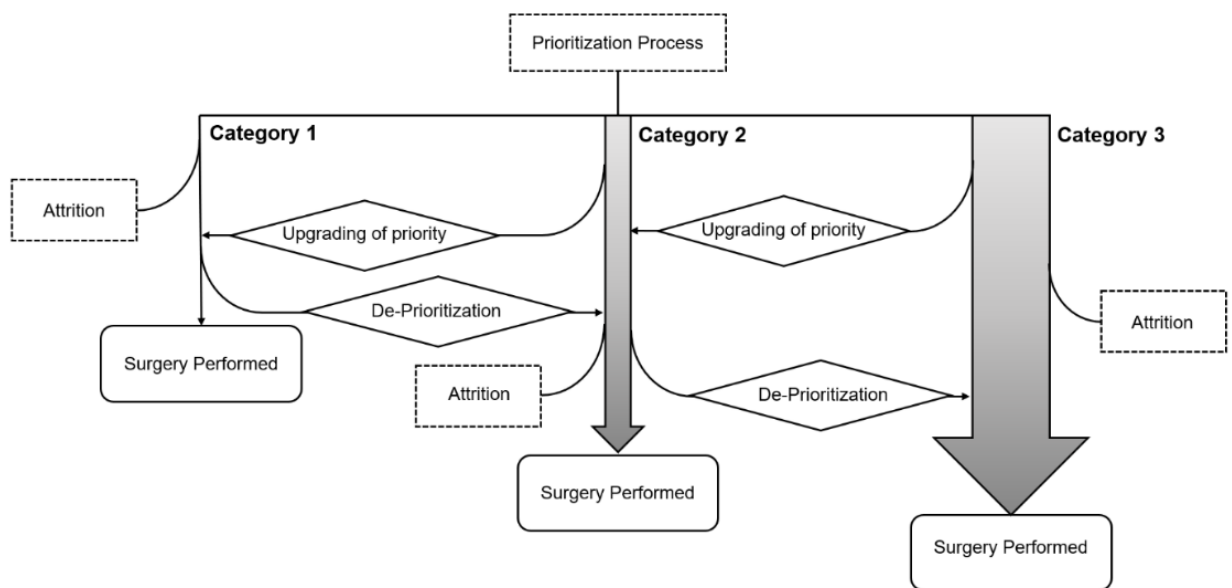 Prioritization Process
Category 1
Category 2
Category 3
Attrition
Upgrading of priority
Upgrading of priority
De-Prioritization
Attrition
Surgery Performed
Attrition
De-Prioritization
Surgery Performed
Surgery Performed